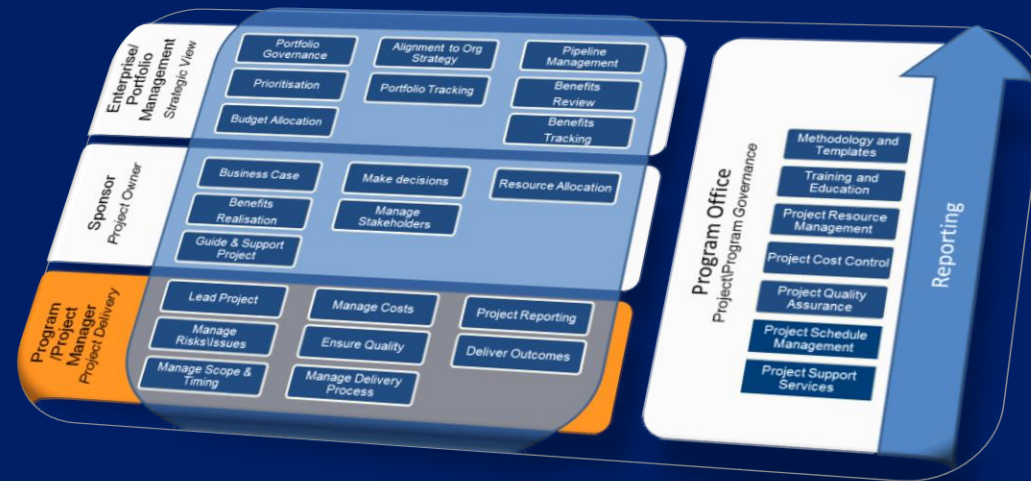 Enterprise/
Portfolio
Management
Strategic View
Portfolio
Governance
Alignment to Org
Strategy
Pipeline
Management
Prioritisation
Portfolio Tracking
Benefits
Review
Budget Allocation
Benefits
Tracking
Sponsor
Project Owner
Business Case
Make decisions
Resource Allocation
Benefits
Realisation
Manage
Stakeholders
Guide & Support
Project
Program
/Project
Manager
Project Delivery
Lead Project
Manage Costs
Project Reporting
Manage
Risks\Issues
Ensure Quality
Deliver Outcomes
Manage Scope &
Timing
Manage Delivery
Process
Program Office
Project\Program Governance
Methodology and
Templates
Training and
Education
Project Resource
Management
Project Cost Control
Project Quality
Assurance
Project Schedule
Management
Project Support
Services
Reporting